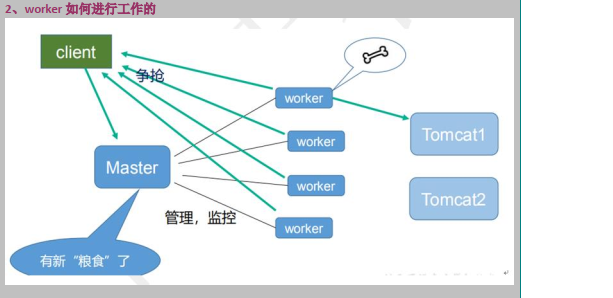 2、worker 如何进行工作的
client
争抢
worker
worker
Tomcat1
Master
worker
Tomcat2
管理，监控
worker
有新“粮食”了